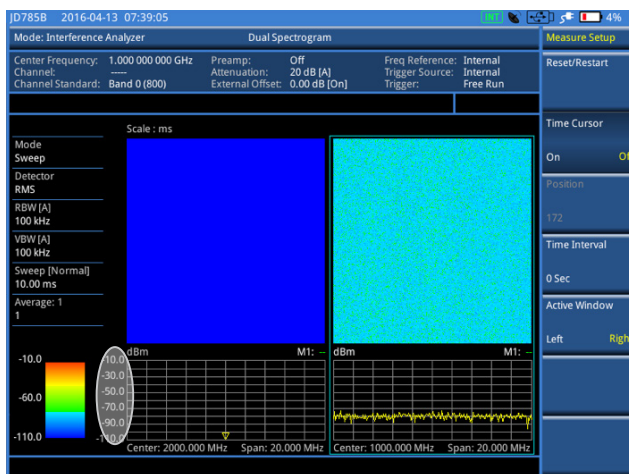 JD785B 2016-04-13 07:39:05 INT 4%
Mode: Interference Analyzer Dual Spectrogram Measure Setup
Center Frequency: 1.000 000 000 GHz Preamp: Off Freq Reference: Internal
Channel: ----- Attenuation: 20 dB [A] Trigger Source: Internal
Channel Standard: Band 0 (800) External Offset: 0.00 dB [On] Trigger: Free Run
Reset/Restart
Time Cursor
On Of
Position
172
Time Interval
0 Sec
Active Window
Left Righ
Scale : ms
Mode
Sweep
Detector
RMS
RBW [A]
100 kHz
VBW [A]
100 kHz
Sweep [Normal]
10.00 ms
Average: 1
1
-10.0
-60.0
-110.0
dBm M1: --
-10.0
-30.0
-50.0
-70.0
-90.0
-110.0
Center: 2000.000 MHz Span: 20.000 MHz
dBm M1: --
Center: 1000.000 MHz Span: 20.000 MHz